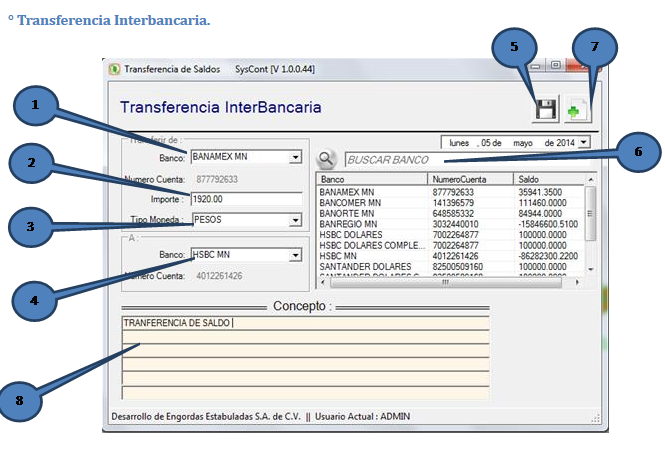 ° Transferencia Interbancaria.
5
7
Transferencia de Saldos SysCont [V 1.0.0.44]
1
Transferencia InterBancaria
Transferir de :
lunes , 05 de mayo de 2014
2
Banco: BANAMEX MN
BUSCAR BANCO
6
Numero Cuenta: 877792633
Banco NumeroCuenta Saldo
Importe : 1920.00
BANAMEX MN 877792633 35941.3500
BANCOMER MN 141396579 111460.0000
3
Tipo Moneda : PESOS
BANORTE MN 648585332 84944.0000
BANREGIO MN 3032440010 -15846600.5100
A :
HSBC DOLARES 7002264877 100000.0000
HSBC DOLARES COMPLE... 7002264877 100000.0000
Banco: HSBC MN
HSBC MN 4012261426 -86282300.2200
SANTANDER DOLARES 82500509160 100000.0000
4
Numero Cuenta: 4012261426
Concepto :
TRANFERENCIA DE SALDO
8
Desarrollo de Engordas Estabuladas S.A. de C.V. || Usuario Actual : ADMIN